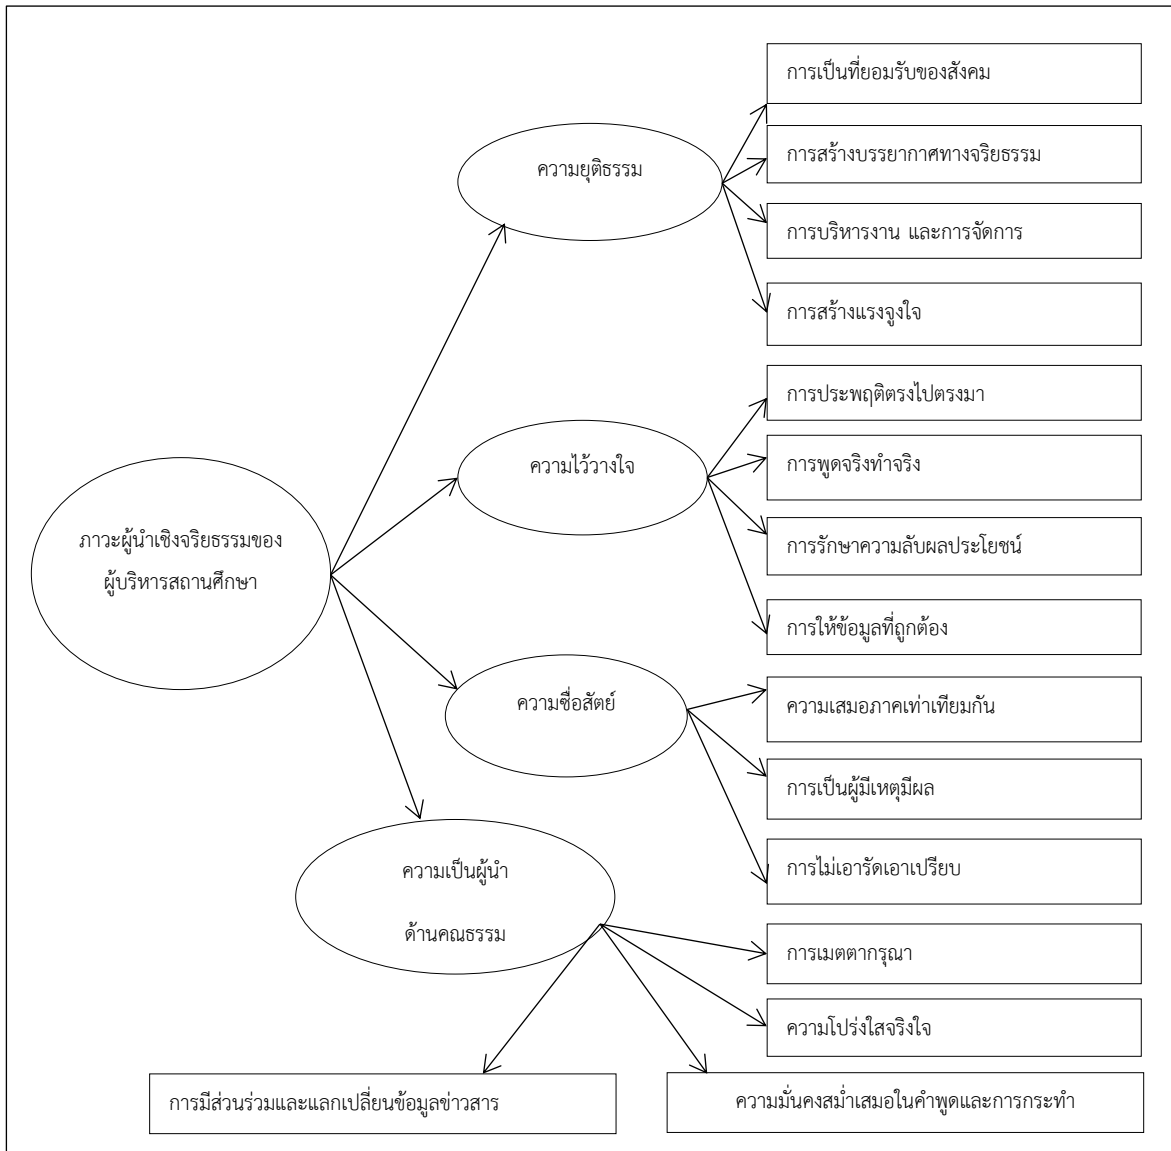 ภาวะผู้นำเชิงจริยธรรมของ
ผู้บริหารสถานศึกษา
ความยุติธรรม
การเป็นที่ยอมรับของสังคม
การสร้างบรรยากาศทางจริยธรรม
การบริหารงาน และการจัดการ
การสร้างแรงจูงใจ
ความไว้วางใจ
การประพฤติตรงไปตรงมา
การพูดจริงทำจริง
การรักษาความลับผลประโยชน์
การให้ข้อมูลที่ถูกต้อง
ความซื่อสัตย์
ความเสมอภาคเท่าเทียมกัน
การเป็นผู้มีเหตุมีผล
การไม่เอารัดเอาเปรียบ
ความเป็นผู้นำ
ด้านคณธรรม
การเมตตากรุณา
ความโปร่งใสจริงใจ
ความมั่นคงสม่ำเสมอในคำพูดและการกระทำ
การมีส่วนร่วมและแลกเปลี่ยนข้อมูลข่าวสาร